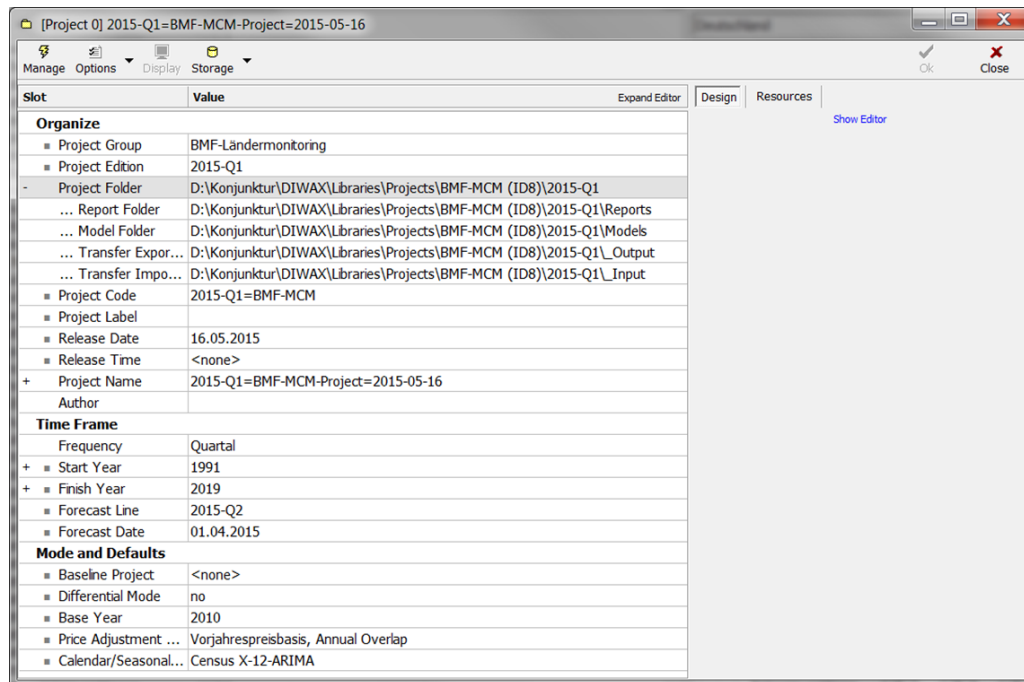 [Project 0] 2015-Q1=BMF-MCM-Project=2015-05-16
Manage Options Display Storage Ok Close
Slot Value Expand Editor Design Resources
Show Editor
Organize
Project Group BMF-Ländermonitoring
Project Edition 2015-Q1
- Project Folder D:\Konjunktur\DIWAX\Libraries\Projects\BMF-MCM (ID8)\2015-Q1
... Report Folder D:\Konjunktur\DIWAX\Libraries\Projects\BMF-MCM (ID8)\2015-Q1\Reports
... Model Folder D:\Konjunktur\DIWAX\Libraries\Projects\BMF-MCM (ID8)\2015-Q1\Models
... Transfer Expor... D:\Konjunktur\DIWAX\Libraries\Projects\BMF-MCM (ID8)\2015-Q1\_Output
... Transfer Impo... D:\Konjunktur\DIWAX\Libraries\Projects\BMF-MCM (ID8)\2015-Q1\_Input
Project Code 2015-Q1=BMF-MCM
Project Label
Release Date 16.05.2015
Release Time <none>
+ Project Name 2015-Q1=BMF-MCM-Project=2015-05-16
Author
Time Frame
Frequency Quartal
+ Start Year 1991
+ Finish Year 2019
Forecast Line 2015-Q2
Forecast Date 01.04.2015
Mode and Defaults
Baseline Project <none>
Differential Mode no
Base Year 2010
Price Adjustment ... Vorjahrespreisbasis, Annual Overlap
Calendar/Seasonal... Census X-12-ARIMA